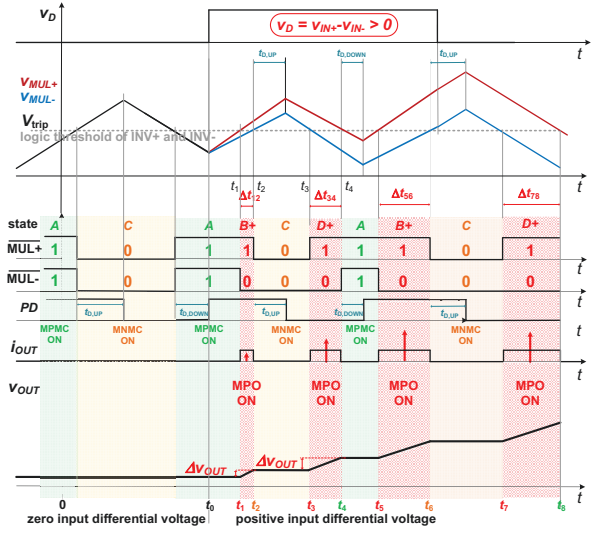 vD
vD = vIN+-vIN- > 0
t
tD,UP
tD,DOWN
tD,UP
vMUL+
vMUL-
Vtrip
logic threshold of INV+ and INV-
t
t1
t2
t3
t4
Δt12
Δt34
Δt56
Δt78
state
A
C
A
B+
C
D+
A
B+
C
D+
MUL+
1
0
1
1
0
1
1
1
0
1
t
MUL-
1
0
1
0
0
0
1
0
0
0
t
PD
tD,UP
tD,DOWN
tD,UP
tD,DOWN
tD,UP
t
MPMC
ON
MNMC
ON
MPMC
ON
MNMC
ON
MPMC
ON
MNMC
ON
iOUT
t
vOUT
MPO
ON
MPO
ON
MPO
ON
MPO
ON
ΔvOUT
ΔvOUT
t
0
t0
t1
t2
t3
t4
t5
t6
t7
t8
zero input differential voltage
positive input differential voltage